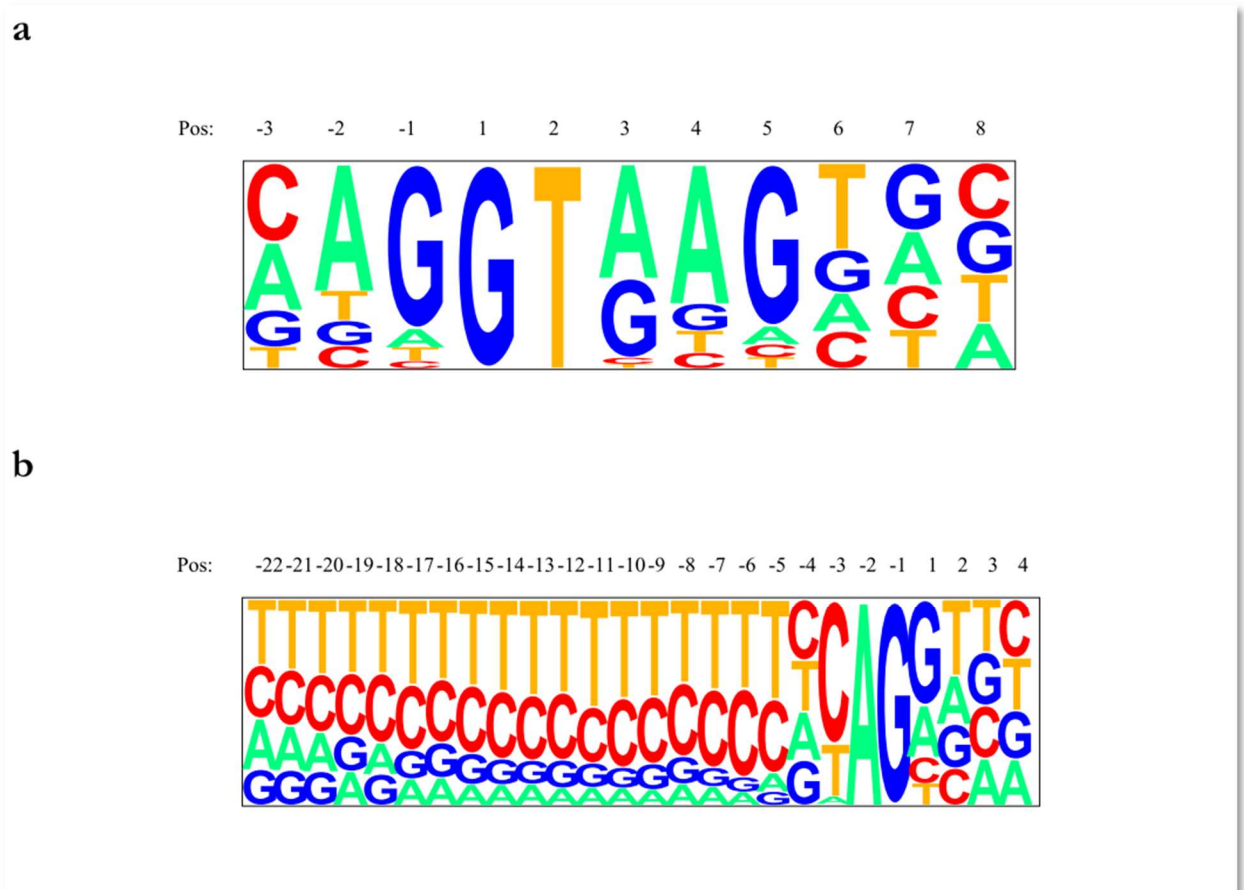 a
Pos: -3 -2 -1 1 2 3 4 5 6 7 8
C A G G T A A G T G C
A T A G G A G A G
G G T C T C A C T
T C C T C T C T A
b
Pos: -22 -21 -20 -19 -18 -17 -16 -15 -14 -13 -12 -11 -10 -9 -8 -7 -6 -5 -4 -3 -2 -1 1 2 3 4
T T T T T T T T T T T T T T T T T T C C A G G T T C
C C C C C C C C C C C C C C C C C C T T A A G T
A A A G A G G G G G G G G G G G G A A A C G C G
G G G A G A A A A A A A A A A A A G G T C A A